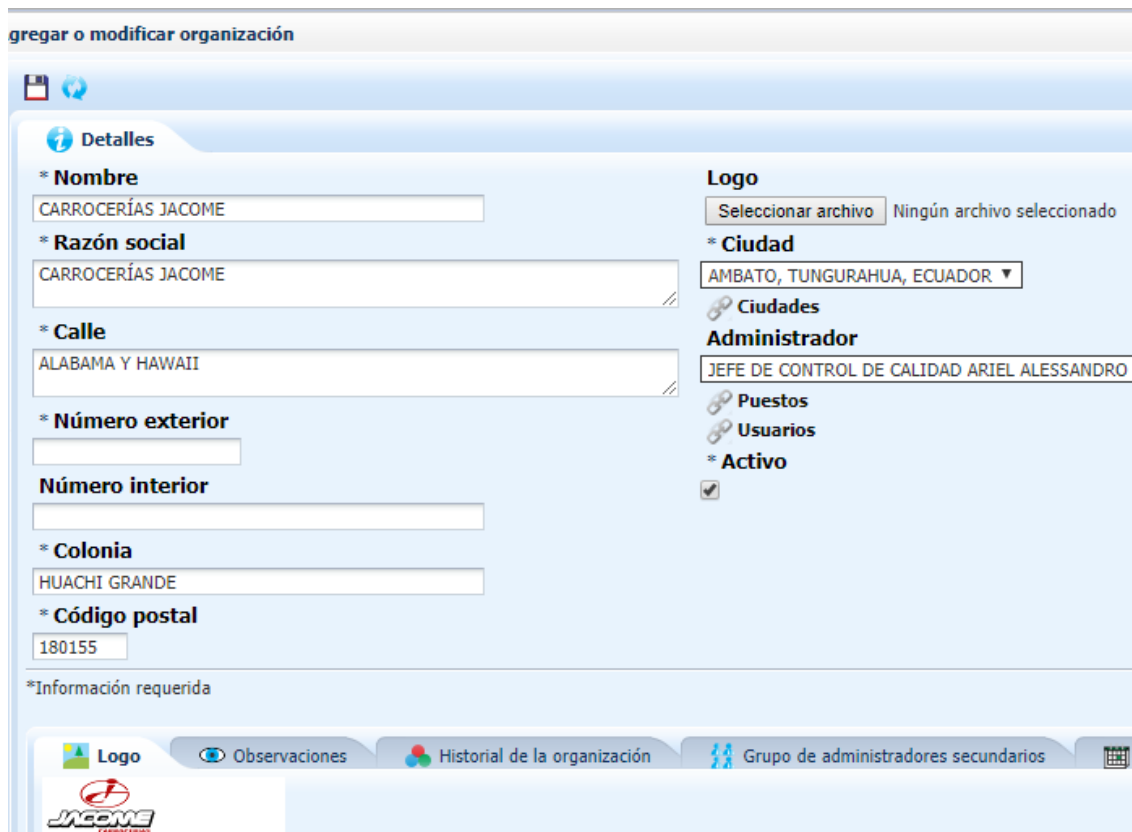 gregar o modificar organización
Detalles
* Nombre
CARROCERÍAS JACOME
* Razón social
CARROCERÍAS JACOME
* Calle
ALABAMA Y HAWAII
* Número exterior
Número interior
* Colonia
HUACHI GRANDE
* Código postal
180155
Logo
Seleccionar archivo Ningún archivo seleccionado
* Ciudad
AMBATO, TUNGURAHUA, ECUADOR
Ciudades
Administrador
JEFE DE CONTROL DE CALIDAD ARIEL ALESSANDRO
Puestos
Usuarios
* Activo
*Información requerida
Logo Observaciones Historial de la organización Grupo de administradores secundarios
JACOME
CARROCERIAS